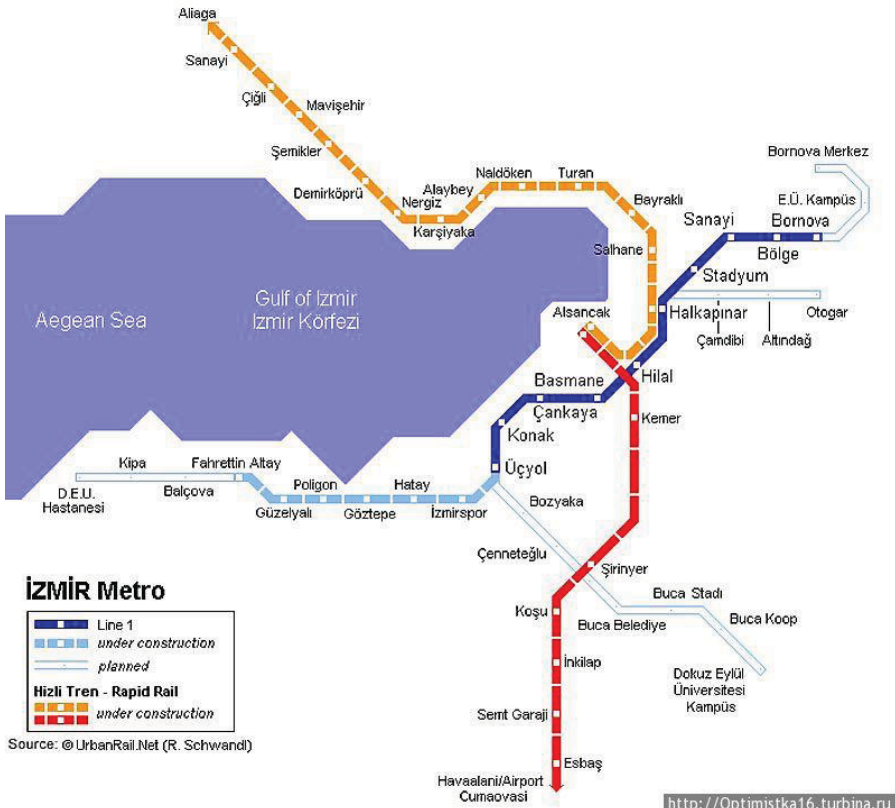 Aliaga
Sanayi
Çiğli
Mavişehir
Şemikler
Demirköprü
Nergiz
Karşiyaka
Alaybey
Naldöken
Turan
Bayraklı
Salhane
Bornova Merkez
E.Ü. Kampüs
Sanayi
Bornova
Bölge
Stadyum
Halkapınar
Çamdibi
Altındağ
Otogar
Aegean Sea
Gulf of Izmir
Izmir Körfezi
Alsancak
Hilal
Basmane
Çankaya
Kemer
Konak
Üçyol
Kipa
Fahrettin Altay
D.E.U.
Hastanesi
Balçova
Poligon
Hatay
Güzelyalı
Göztepe
İzmirspor
Bozyaka
Çenneteğlu
Şirinyer
Koşu
Buca Belediye
Buca Stadı
Buca Koop
Dokuz Eylül
Üniversitesi
Kampüs
İnkilap
Semt Garaji
Esbaş
Havaalani/Airport
Cumaovasi
İZMİR Metro
Line 1
under construction
planned
Hizli Tren - Rapid Rail
under construction
Source: © UrbanRail.Net (R. Schwandl)
http://Optimistka16.turbina.ru